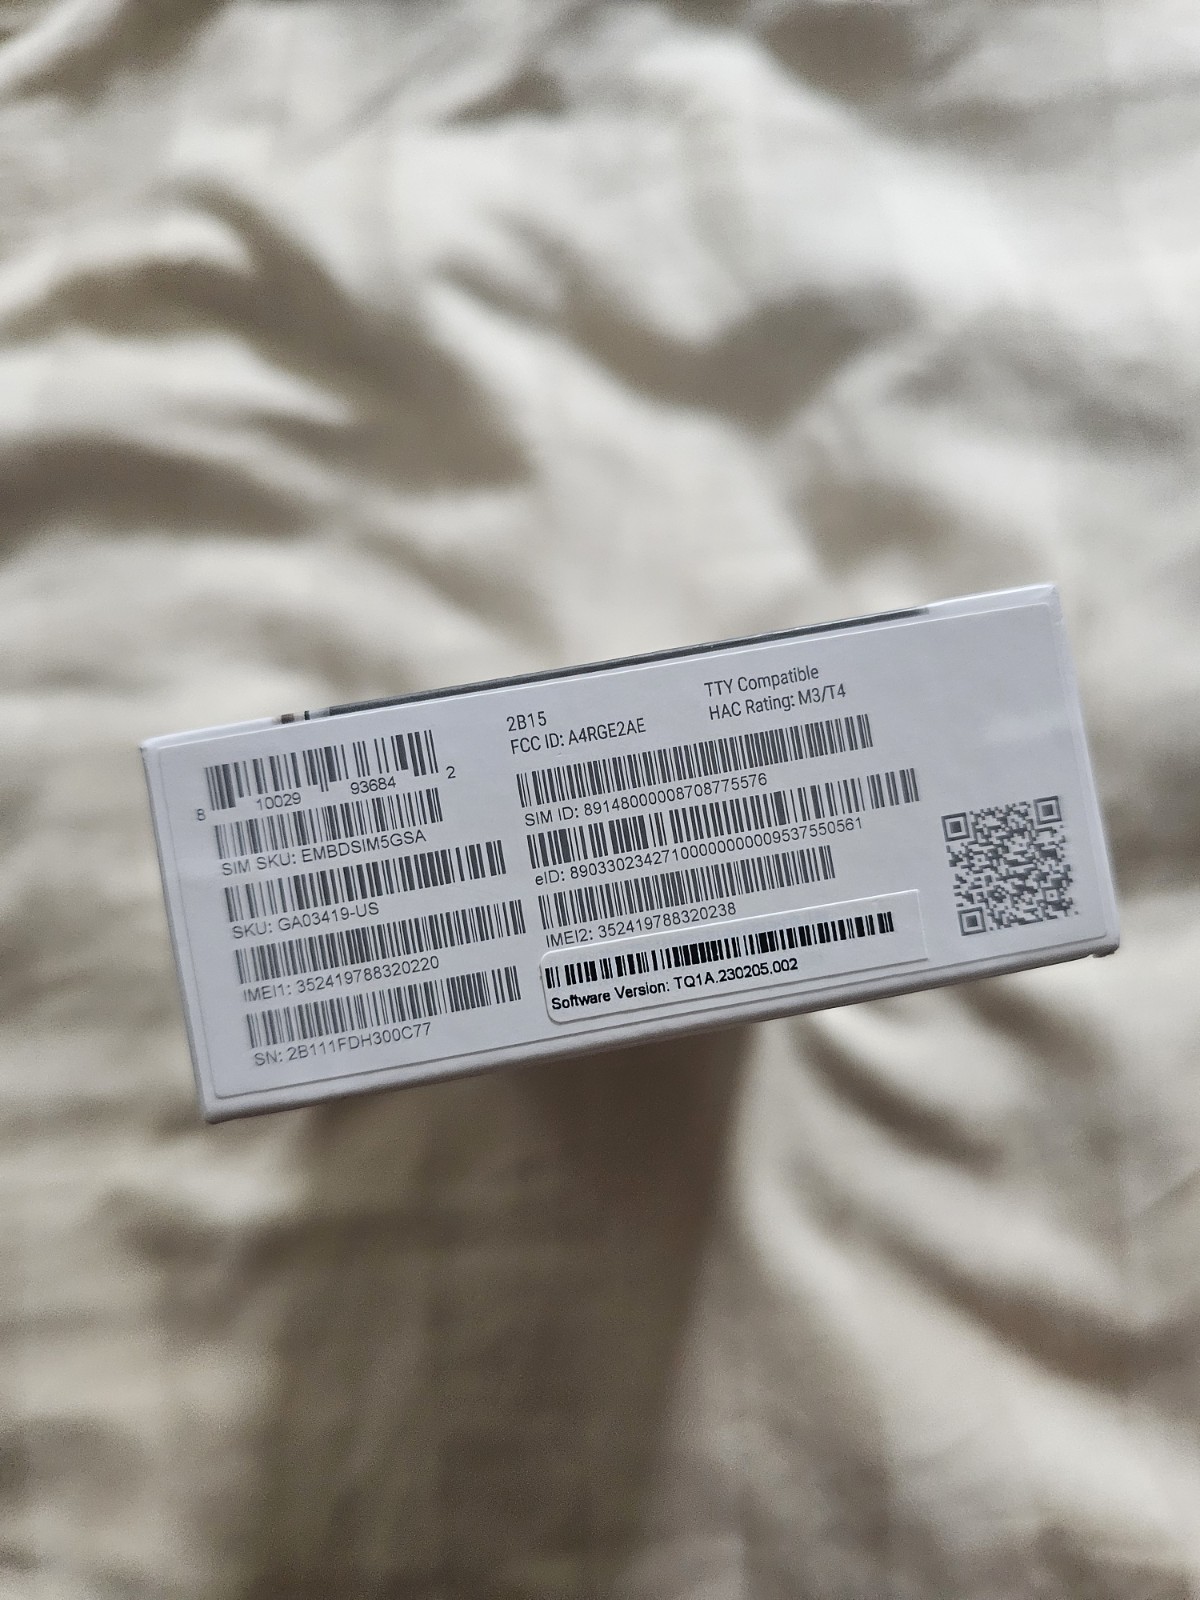 8 10029 93684 2
SIM SKU: EMBDSIM5GSA
SKU: GA03419-US
IMEI1: 352419788320220
SN: 2B111FDH300C77
2B15
FCC ID: A4RGE2AE
TTY Compatible
HAC Rating: M3/T4
SIM ID: 89148000008708775576
eID: 89033023427100000000009537550561
IMEI2: 352419788320238
Software Version: TQ1A.230205.002